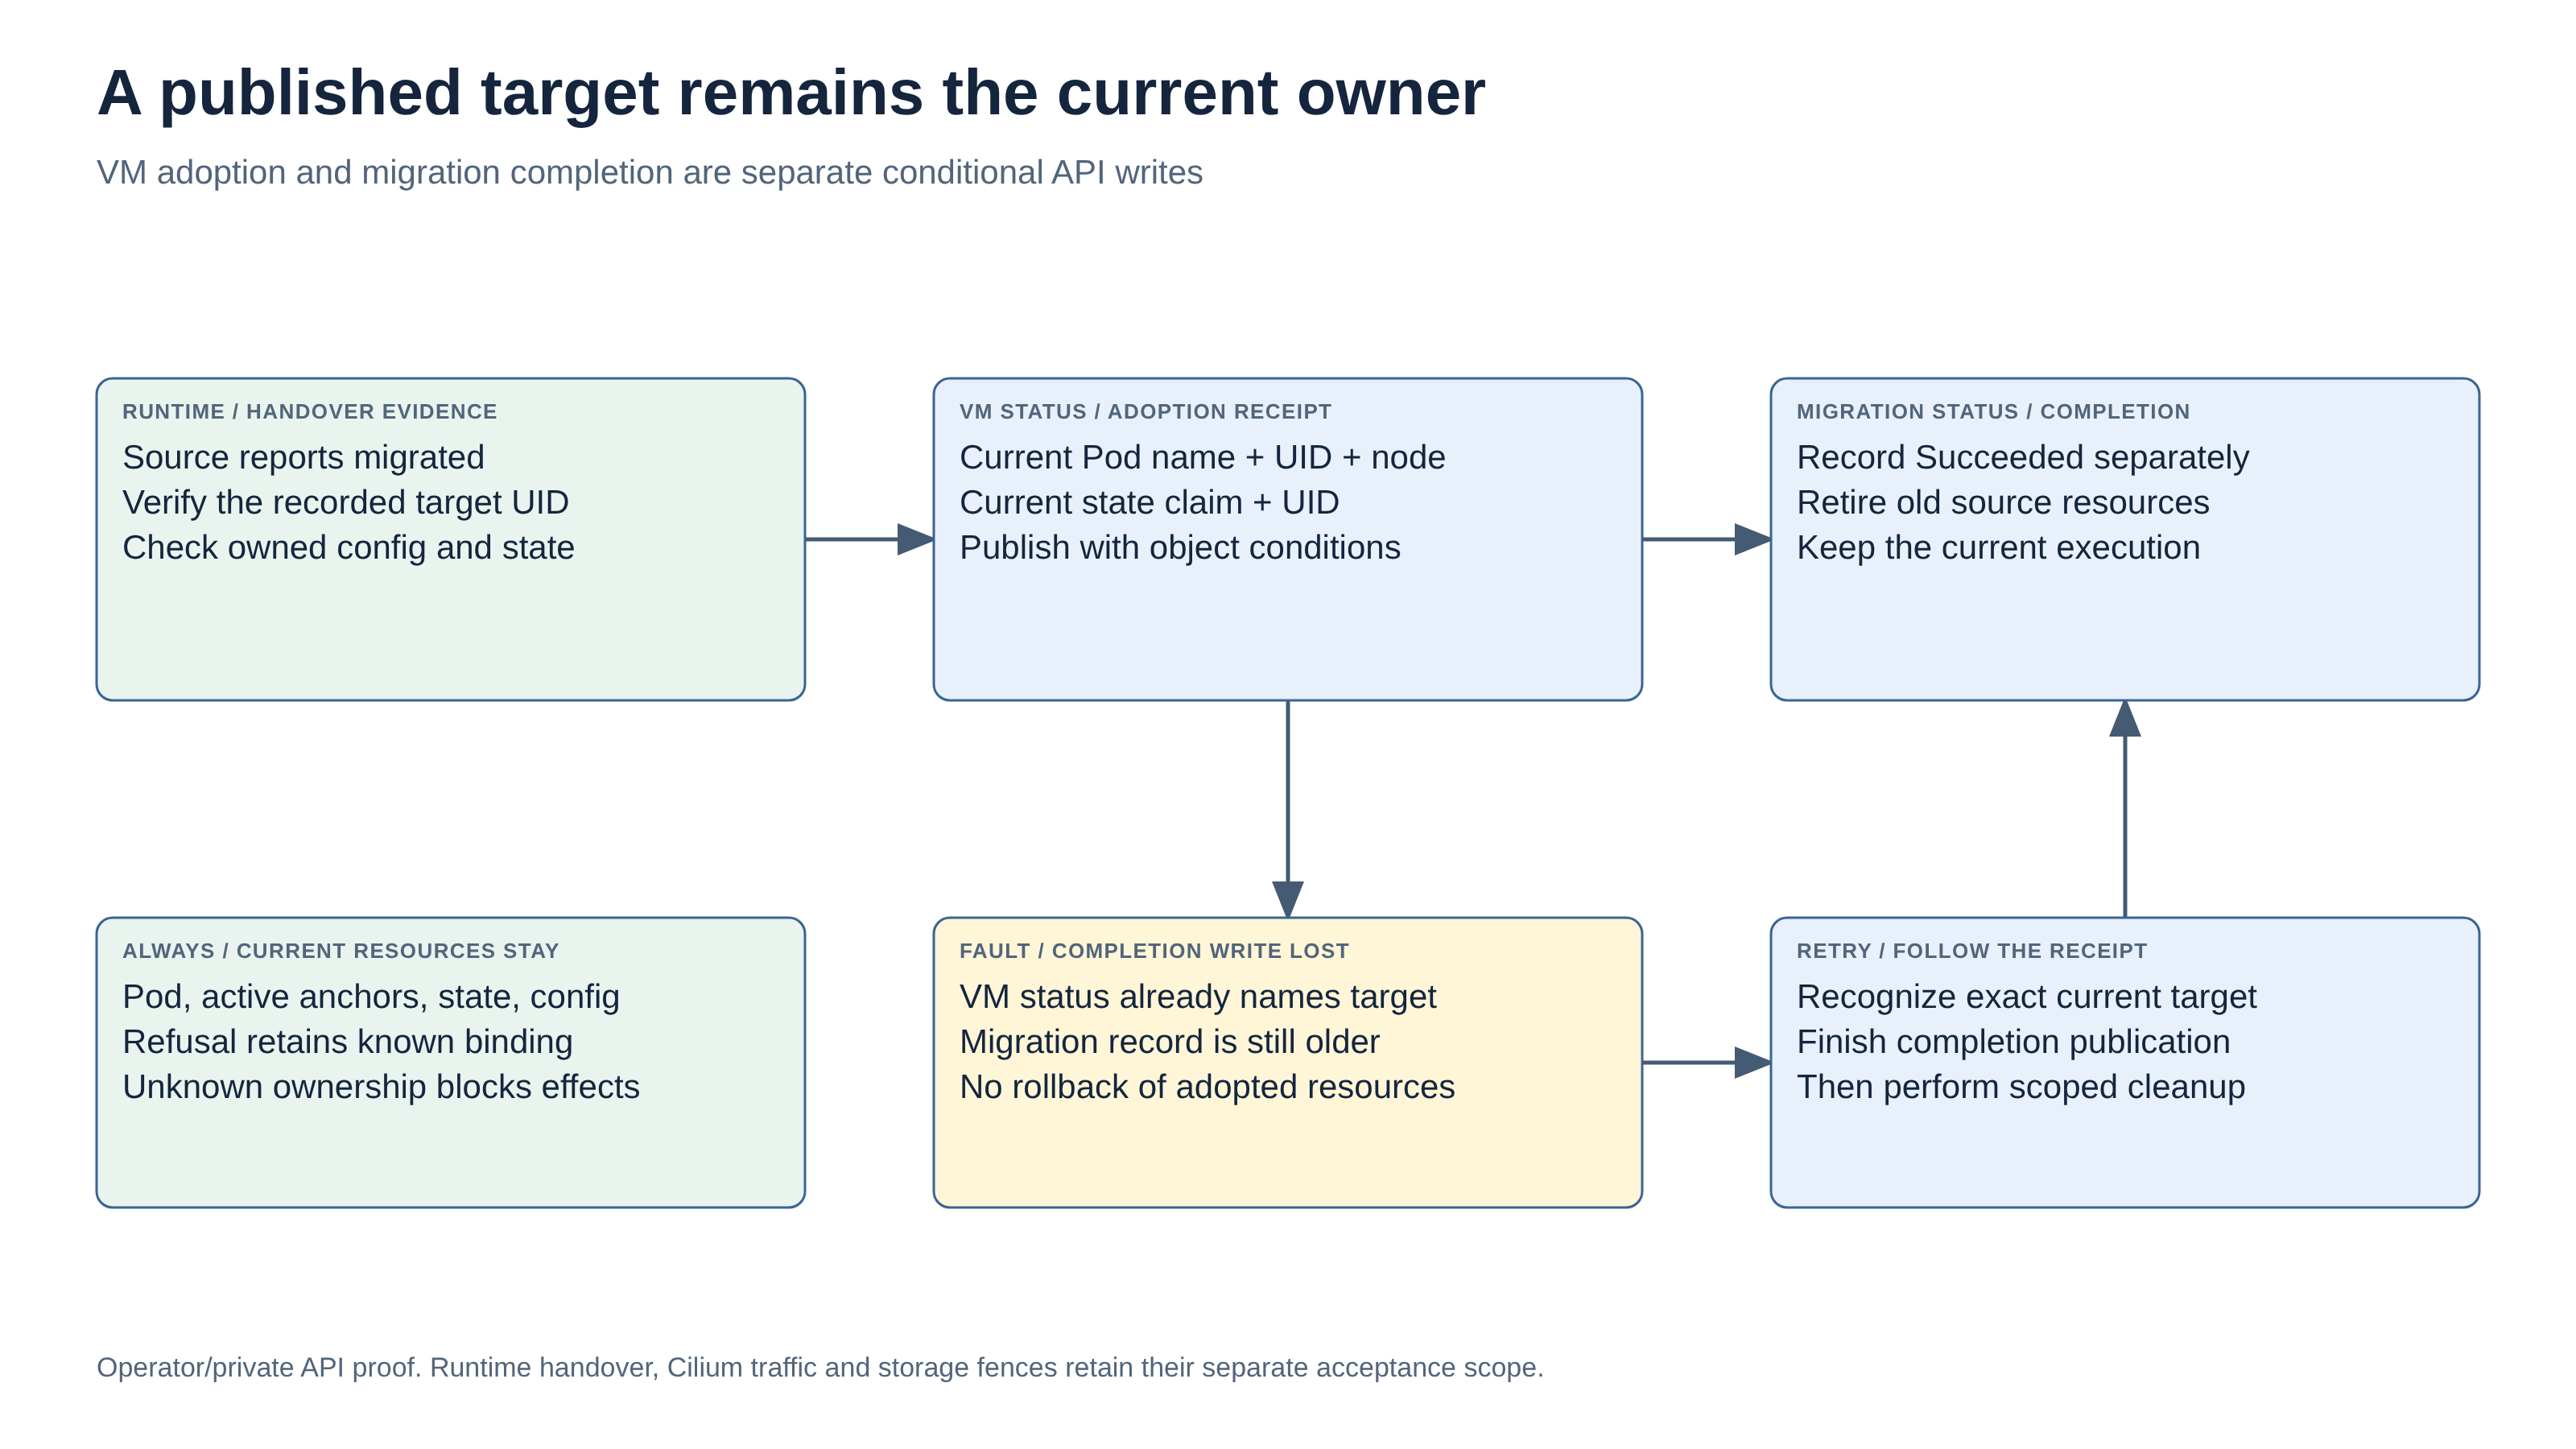 A published target remains the current owner
VM adoption and migration completion are separate conditional API writes
RUNTIME / HANDOVER EVIDENCE
Source reports migrated
Verify the recorded target UID
Check owned config and state
VM STATUS / ADOPTION RECEIPT
Current Pod name + UID + node
Current state claim + UID
Publish with object conditions
MIGRATION STATUS / COMPLETION
Record Succeeded separately
Retire old source resources
Keep the current execution
ALWAYS / CURRENT RESOURCES STAY
Pod, active anchors, state, config
Refusal retains known binding
Unknown ownership blocks effects
FAULT / COMPLETION WRITE LOST
VM status already names target
Migration record is still older
No rollback of adopted resources
RETRY / FOLLOW THE RECEIPT
Recognize exact current target
Finish completion publication
Then perform scoped cleanup
Operator/private API proof. Runtime handover, Cilium traffic and storage fences retain their separate acceptance scope.